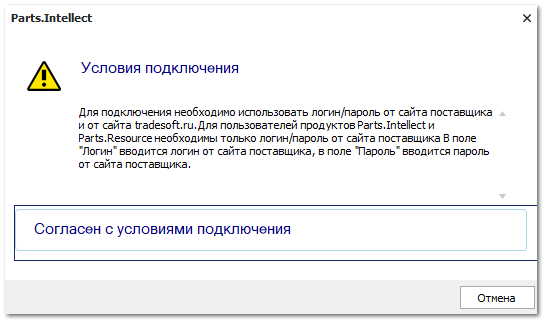 Parts.Intellect
Условия подключения
Для подключения необходимо использовать логин/пароль от сайта поставщика
и от сайта tradesoft.ru.Для пользователей продуктов Parts.Intellect и
Parts.Resource необходимы только логин/пароль от сайта поставщика В поле
"Логин" вводится логин от сайта поставщика, в поле "Пароль" вводится пароль
от сайта поставщика.
Согласен с условиями подключения
Отмена